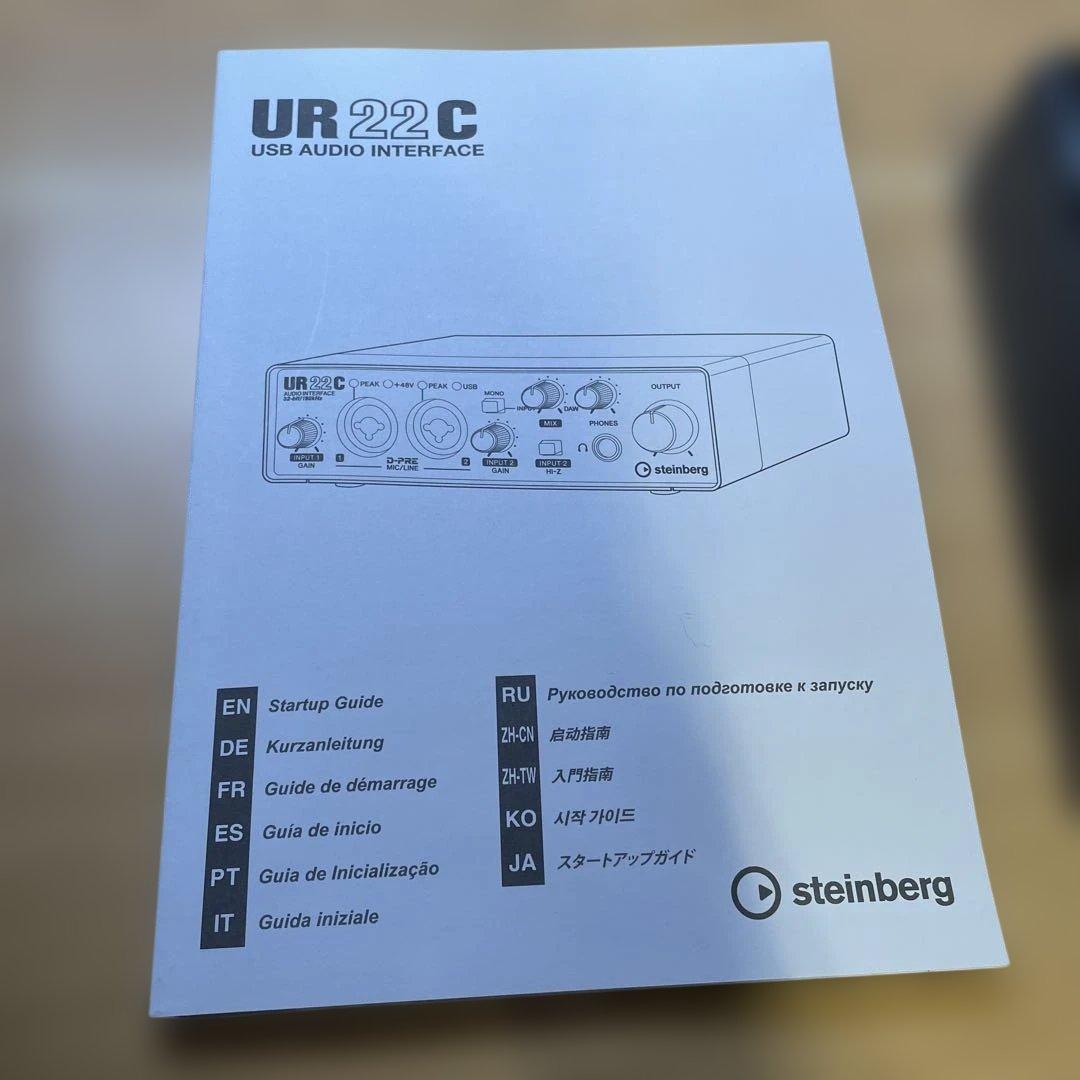 UR22C
USB AUDIO INTERFACE
UR22C PEAK +48V PEAK USB
AUDIO INTERFACE
32-bit/192kHz
MONO
INPUT DAW
MIX
PHONES
OUTPUT
INPUT 1
GAIN
1 D-PRE 2
MIC/LINE
INPUT 2
GAIN
INPUT 2
HI-Z
steinberg
EN Startup Guide
DE Kurzanleitung
FR Guide de démarrage
ES Guía de inicio
PT Guia de Inicialização
IT Guida iniziale
RU Руководство по подготовке к запуску
ZH-CN 启动指南
ZH-TW 入門指南
KO 시작 가이드
JA スタートアップガイド
steinberg